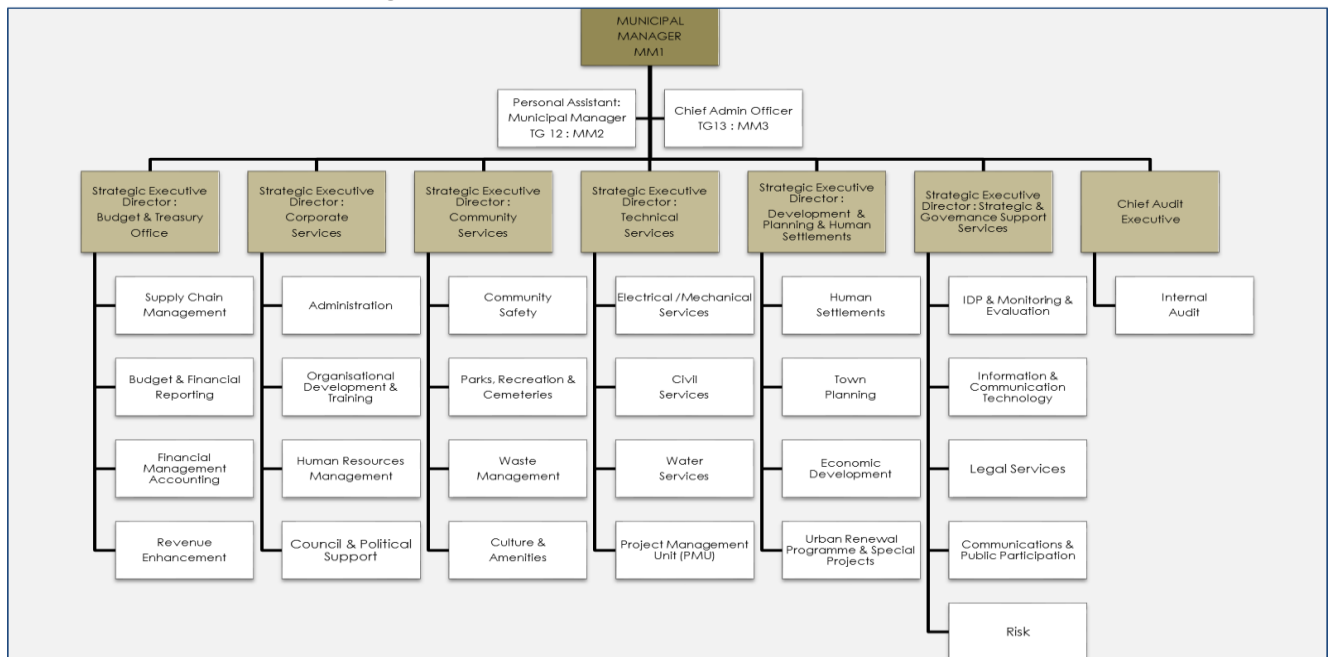 MUNICIPAL
MANAGER
MM1
Personal Assistant:
Municipal Manager
TG 12 : MM2
Chief Admin Officer
TG13 : MM3
Strategic Executive
Director :
Budget & Treasury
Office
Strategic Executive
Director :
Corporate
Services
Strategic Executive
Director :
Community
Services
Strategic Executive
Director :
Technical
Services
Strategic Executive
Director :
Development &
Planning & Human
Settlements
Strategic Executive
Director : Strategic &
Governance Support
Services
Chief Audit
Executive
Supply Chain
Management
Administration
Community
Safety
Electrical /Mechanical
Services
Human
Settlements
IDP & Monitoring &
Evaluation
Internal
Audit
Budget & Financial
Reporting
Organisational
Development &
Training
Parks, Recreation &
Cemeteries
Civil
Services
Town
Planning
Information &
Communication
Technology
Financial
Management
Accounting
Human Resources
Management
Waste
Management
Water
Services
Economic
Development
Legal Services
Revenue
Enhancement
Council & Political
Support
Culture &
Amenities
Project Management
Unit (PMU)
Urban Renewal
Programme & Special
Projects
Communications &
Public Participation
Risk